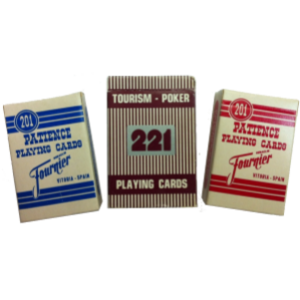 201
PATIENCE
PLAYING CARDS
Fournier
VITORIA - SPAIN
TOURISM - POKER
221
PLAYING CARDS
201
PATIENCE
PLAYING CARDS
Fournier
VITORIA - SPAIN